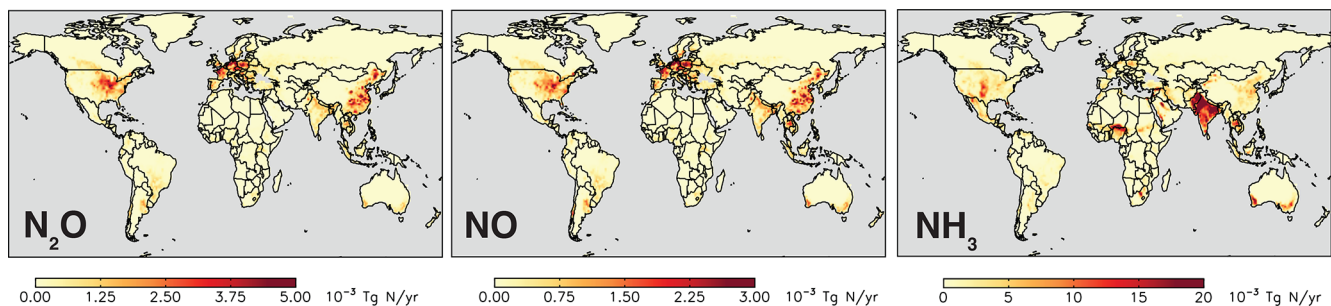 N₂O
NO
NH₃
0.00 1.25 2.50 3.75 5.00 10⁻³ Tg N/yr
0.00 0.75 1.50 2.25 3.00 10⁻³ Tg N/yr
0 5 10 15 20 10⁻³ Tg N/yr